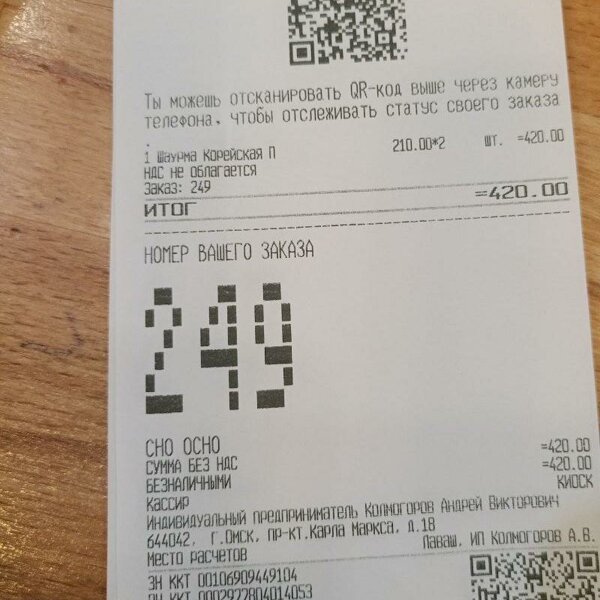 Ты можешь отсканировать QR-код выше через камеру
телефона, чтобы отслеживать статус своего заказа
.
1 Шаурма Корейская П 210.00*2 шт. =420.00
НДС не облагается
Заказ: 249
ИТОГ =420.00
НОМЕР ВАШЕГО ЗАКАЗА
249
СНО ОСНО =420.00
СУММА БЕЗ НДС =420.00
БЕЗНАЛИЧНЫМИ КИОСК
Кассир
Индивидуальный предприниматель Колмогоров Андрей Викторович
644042, г.Омск, пр-кт.Карла Маркса, д.18
Место расчетов Лаваш, ИП Колмогоров А.В.
ЗН ККТ 00106909449104
РН ККТ 0002922804014053